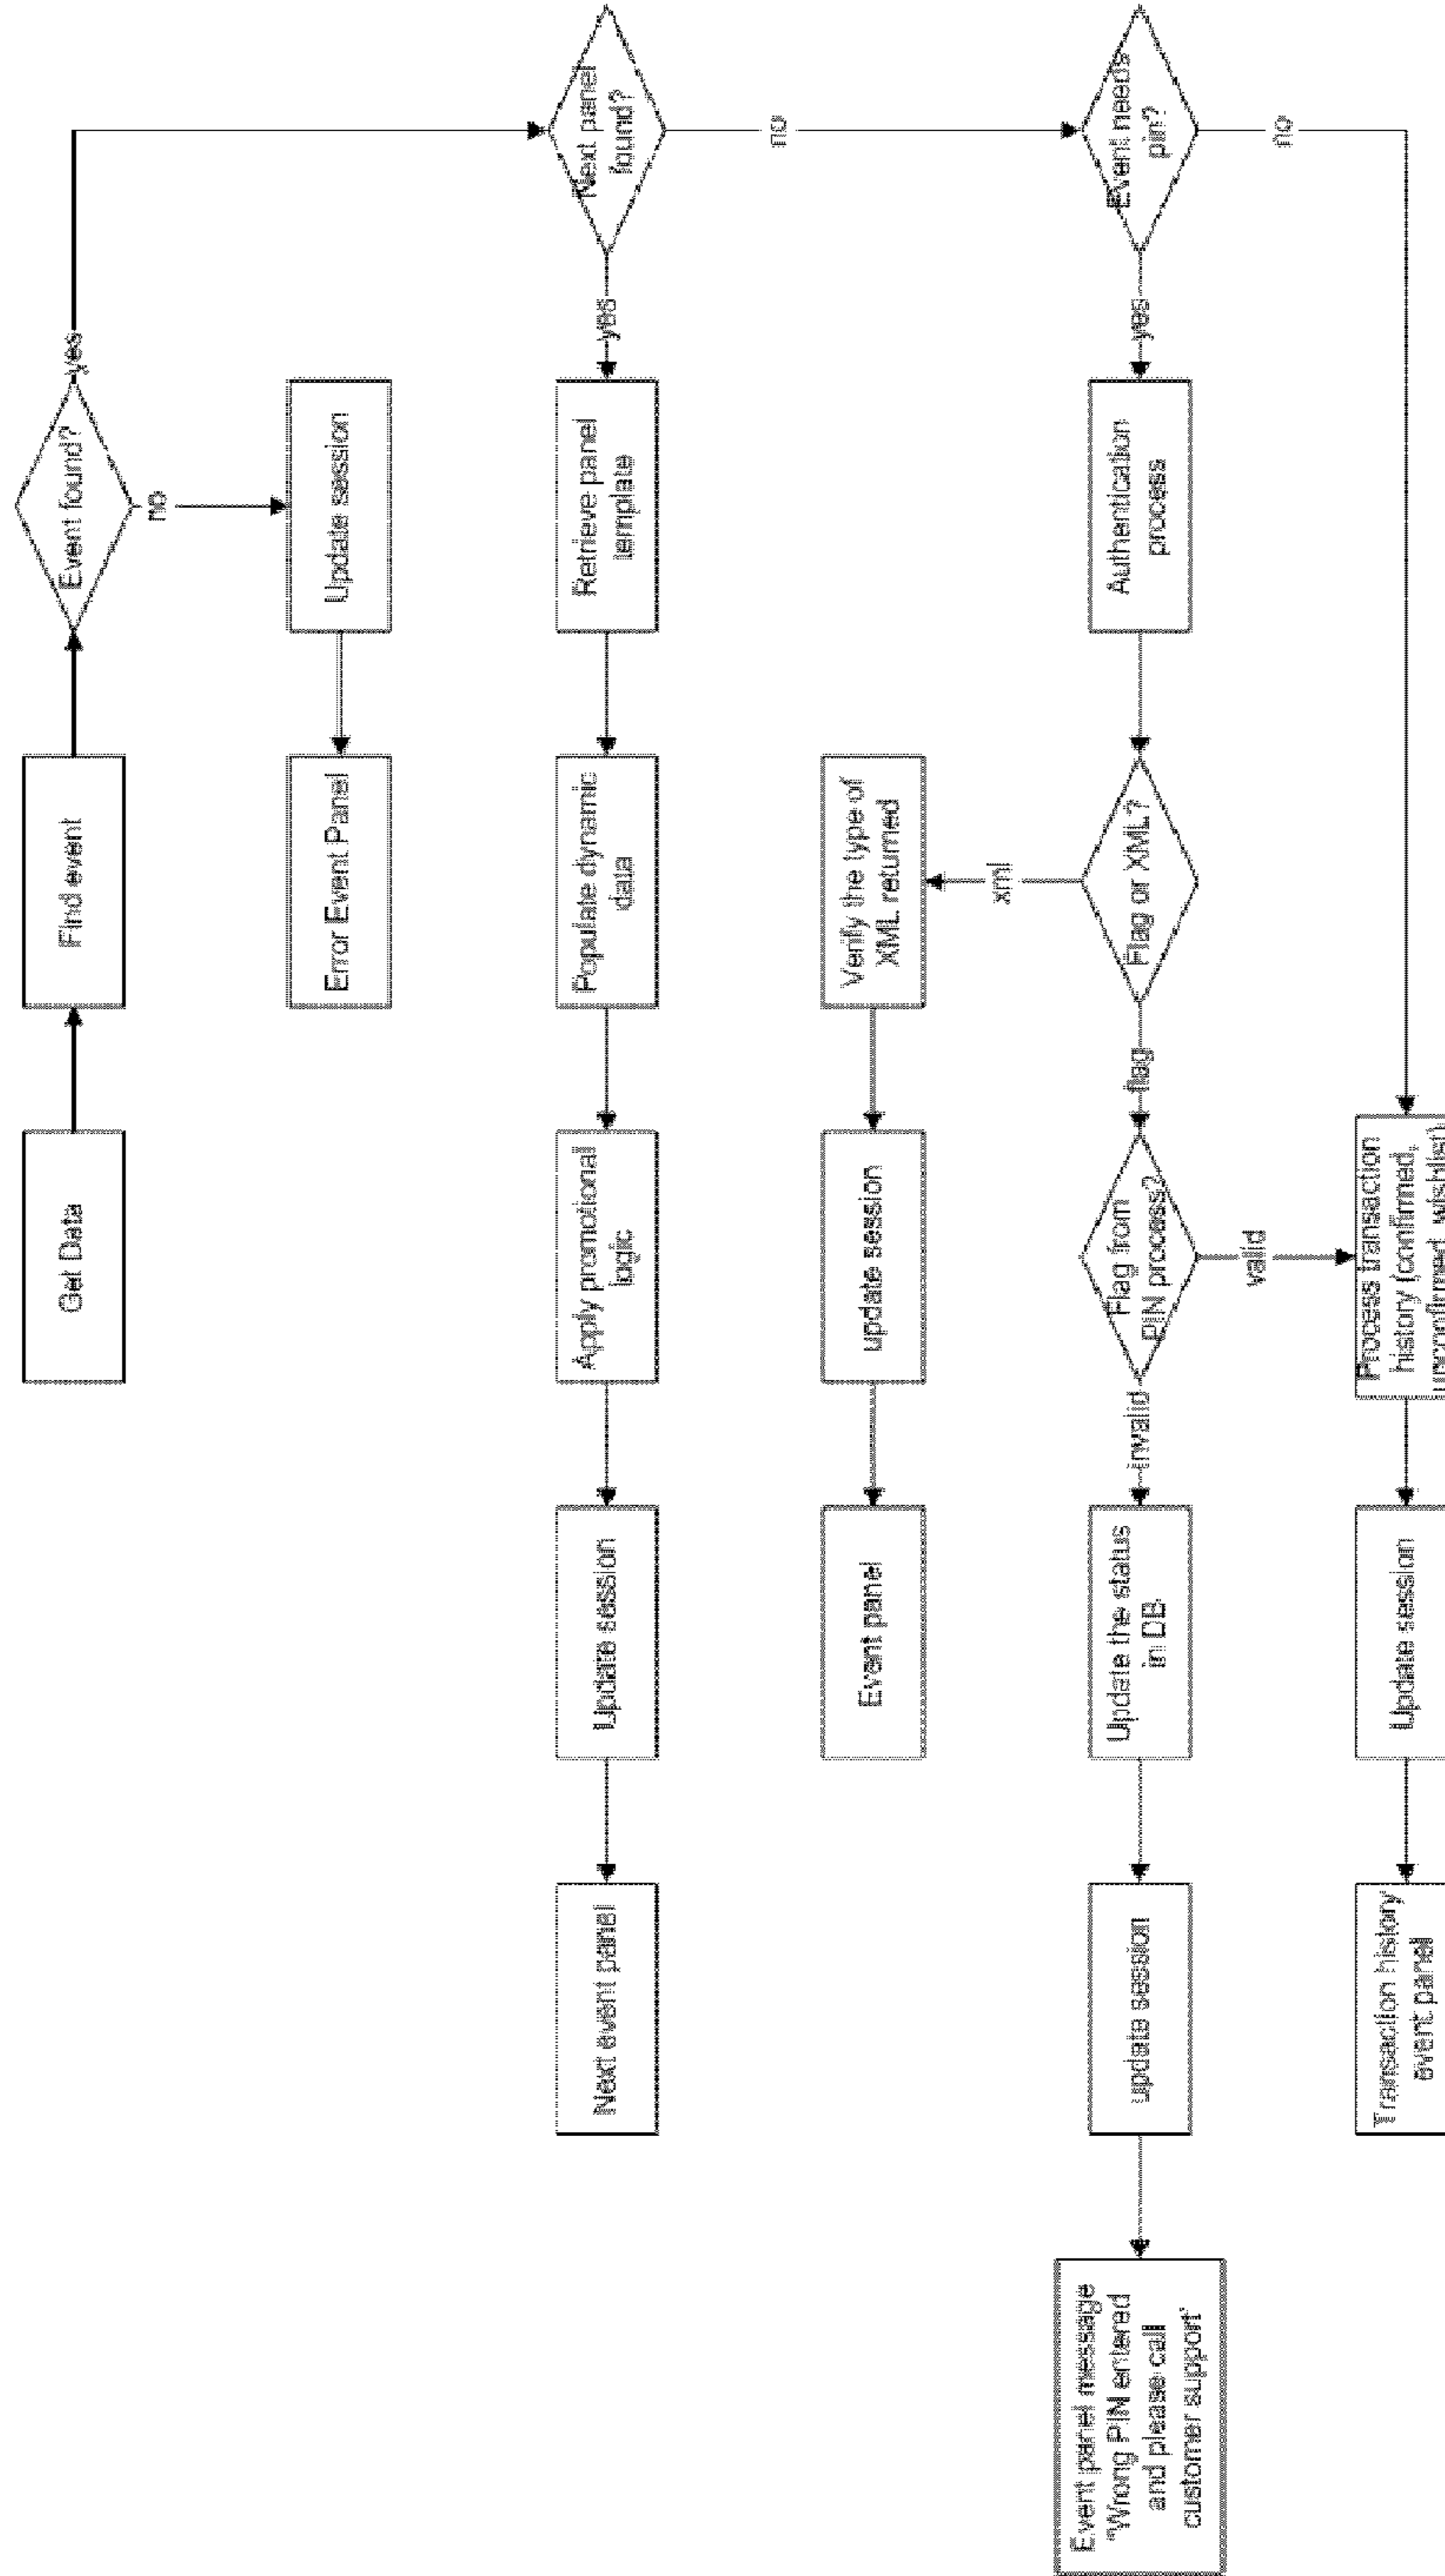 Get Data
Find event
Event found?
yes
no
Error Event Panel
Update session
Next event panel
Update session
Apply promotional
logic
Populate dynamic
data
Retrieve panel
template
yes
Next panel
found?
no
Event panel
update session
Verify the type of
XML returned
xml
Event panel message
"Wrong PIN entered
and please call
customer support"
update session
Update the status
in DB
invalid
Flag from
PIN process?
flag
Flag or XML?
Authentication
process
yes
Event needs
pin?
valid
no
Transaction history
event panel
Update session
Process transaction
history (confirmed,